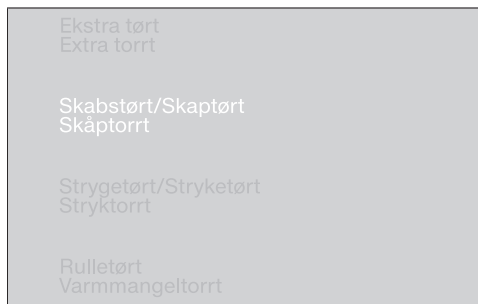 Ekstra tørt
Extra torrt
Skabstørt/Skaptørt
Skåptorrt
Strygetørt/Stryketørt
Stryktorrt
Rulletørt
Varmmangeltorrt